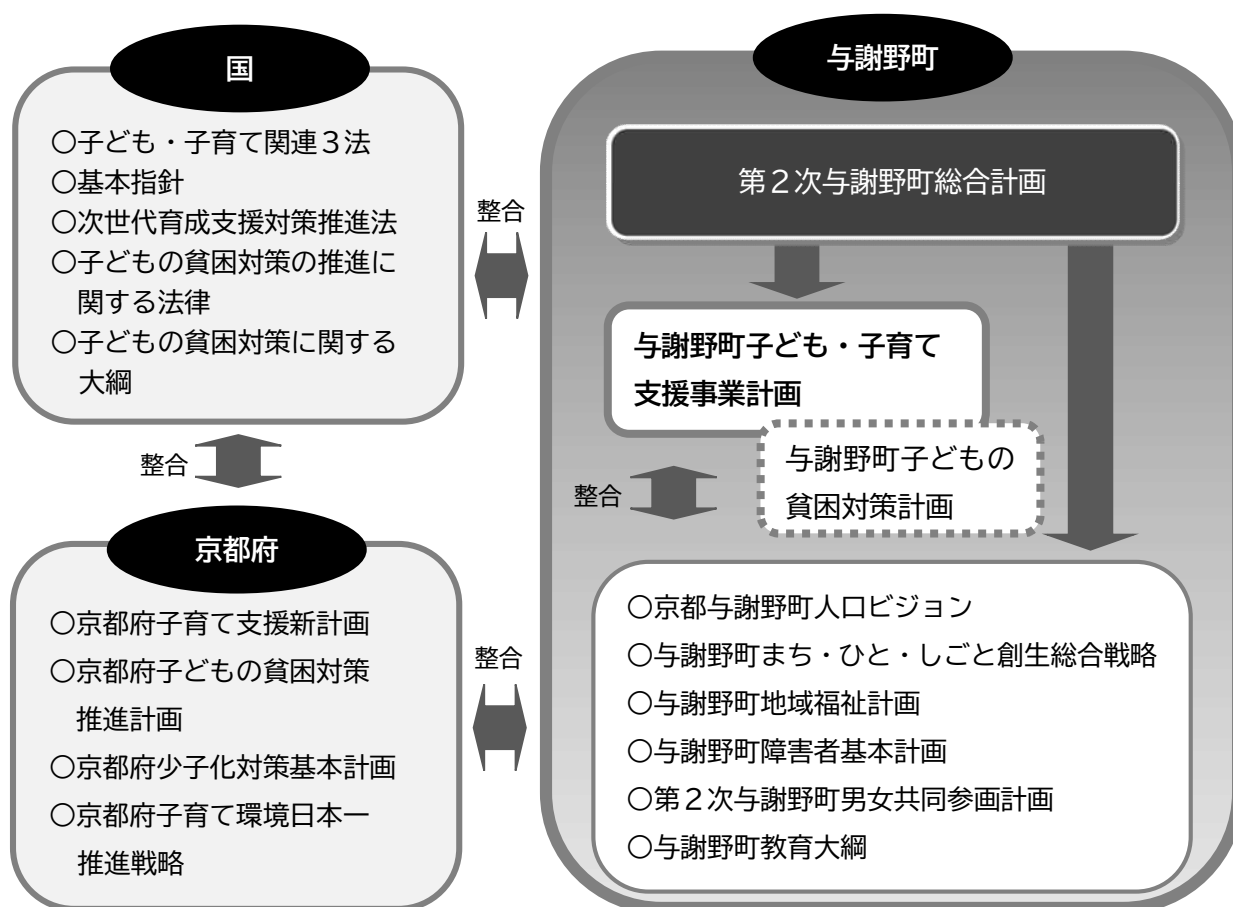 国
○子ども・子育て関連３法
○基本指針
○次世代育成支援対策推進法
○子どもの貧困対策の推進に
関する法律
○子どもの貧困対策に関する
大綱
整合
京都府
○京都府子育て支援新計画
○京都府子どもの貧困対策
推進計画
○京都府少子化対策基本計画
○京都府子育て環境日本一
推進戦略
整合
整合
与謝野町
第２次与謝野町総合計画
与謝野町子ども・子育て
支援事業計画
与謝野町子どもの
貧困対策計画
整合
○京都与謝野町人口ビジョン
○与謝野町まち・ひと・しごと創生総合戦略
○与謝野町地域福祉計画
○与謝野町障害者基本計画
○第２次与謝野町男女共同参画計画
○与謝野町教育大綱